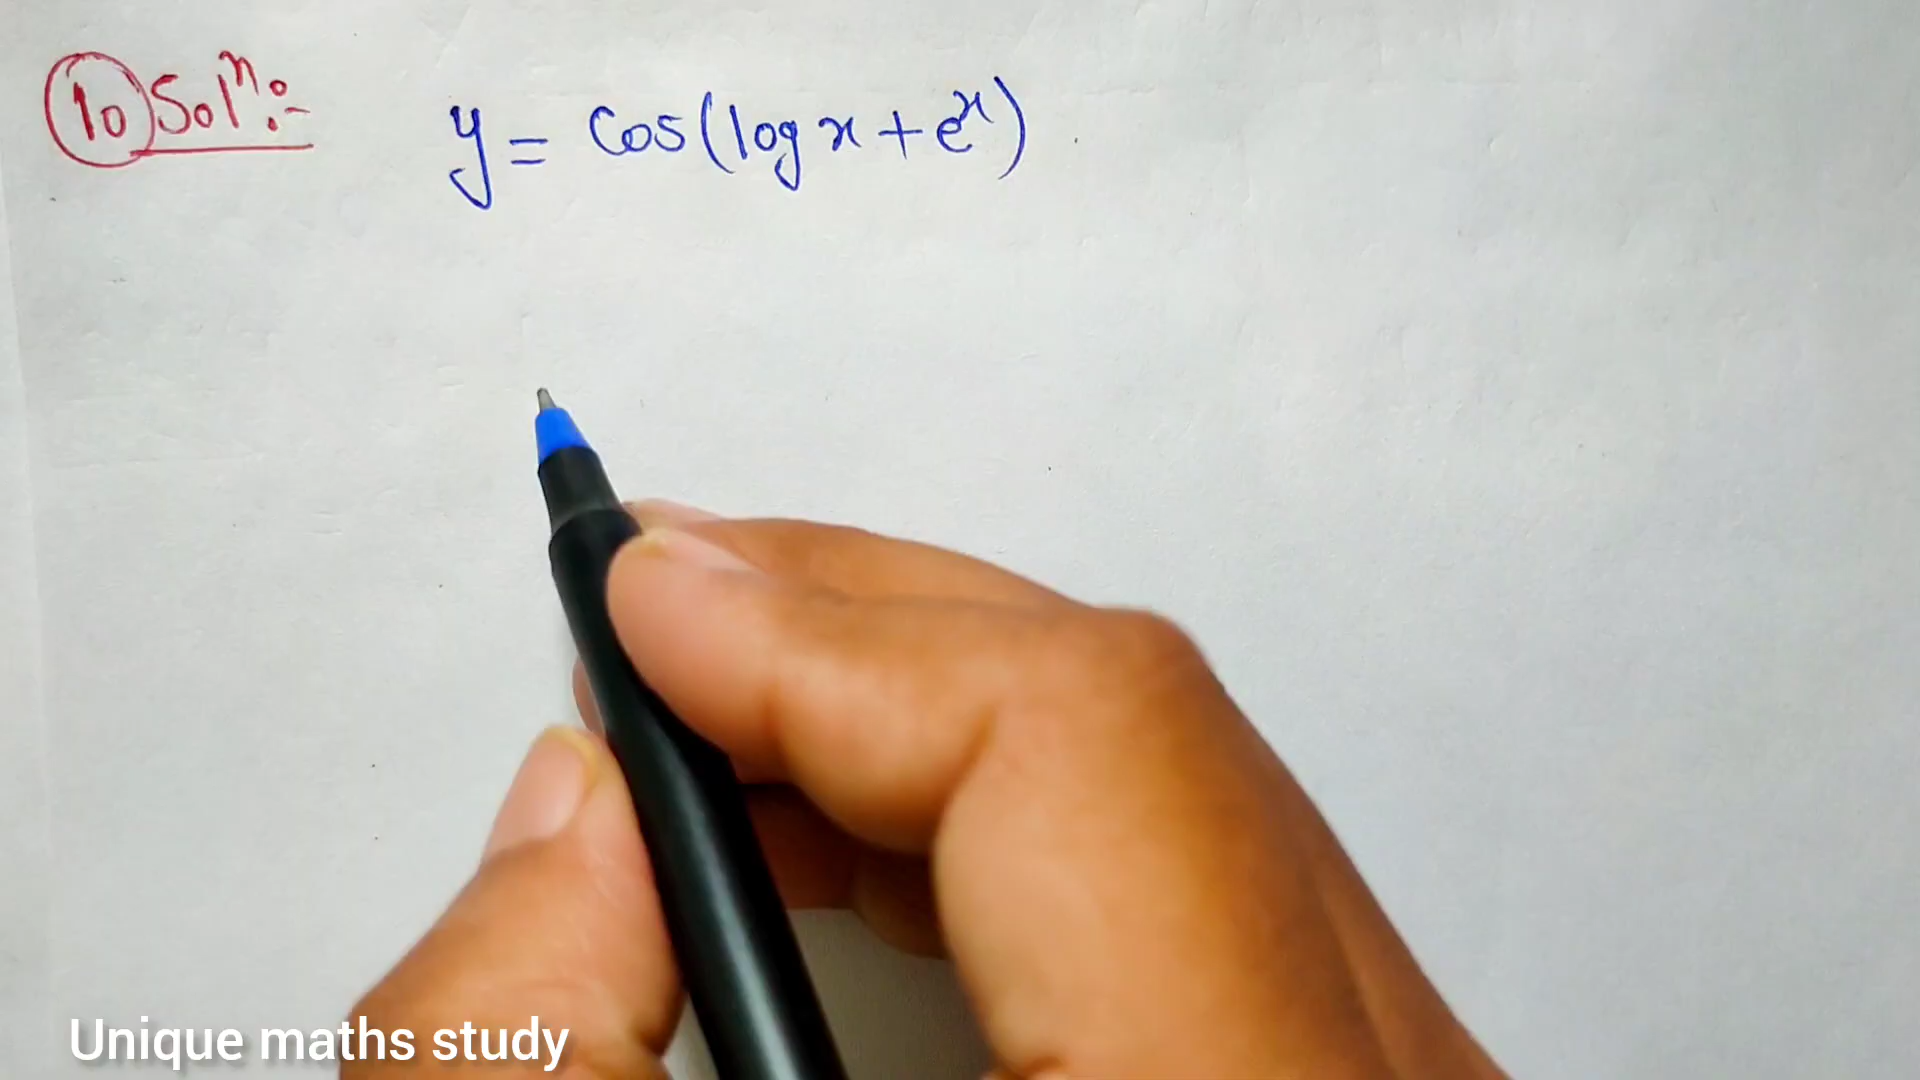 10 Solⁿ:-
y = cos(log x + eˣ)
Unique maths study